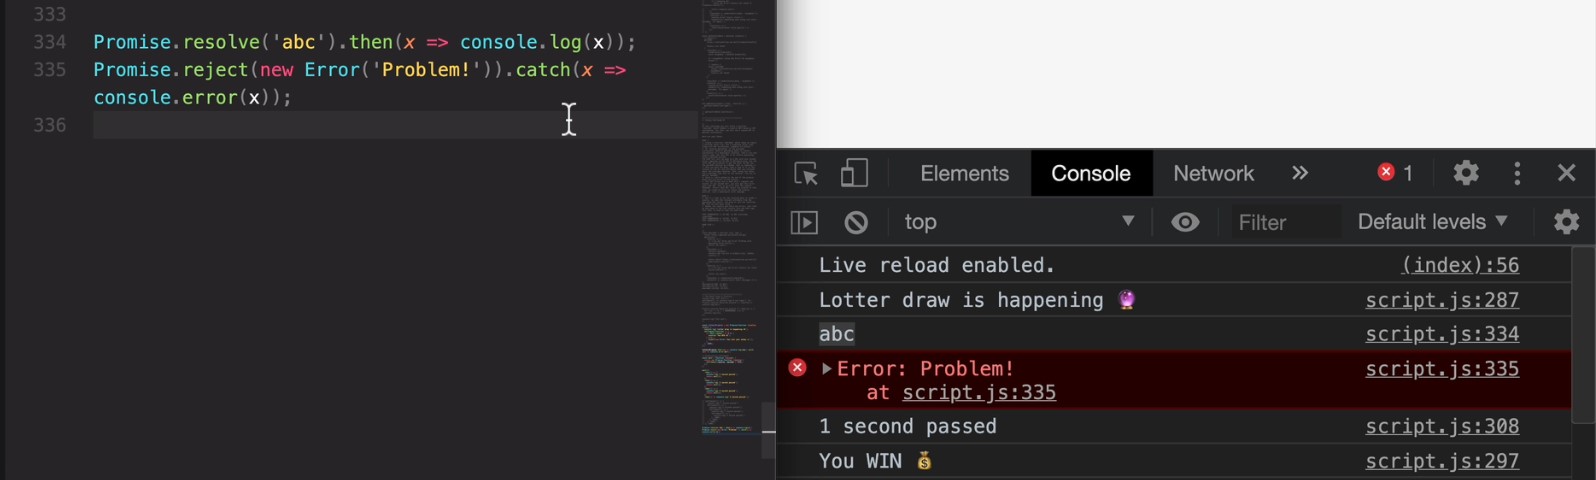 333
334 Promise.resolve('abc').then(x => console.log(x));
335 Promise.reject(new Error('Problem!')).catch(x =>
console.error(x));
336
Elements Console Network » 1
top Filter Default levels
Live reload enabled. (index):56
Lotter draw is happening 🔮 script.js:287
abc script.js:334
Error: Problem! script.js:335
at script.js:335
1 second passed script.js:308
You WIN 💰 script.js:297